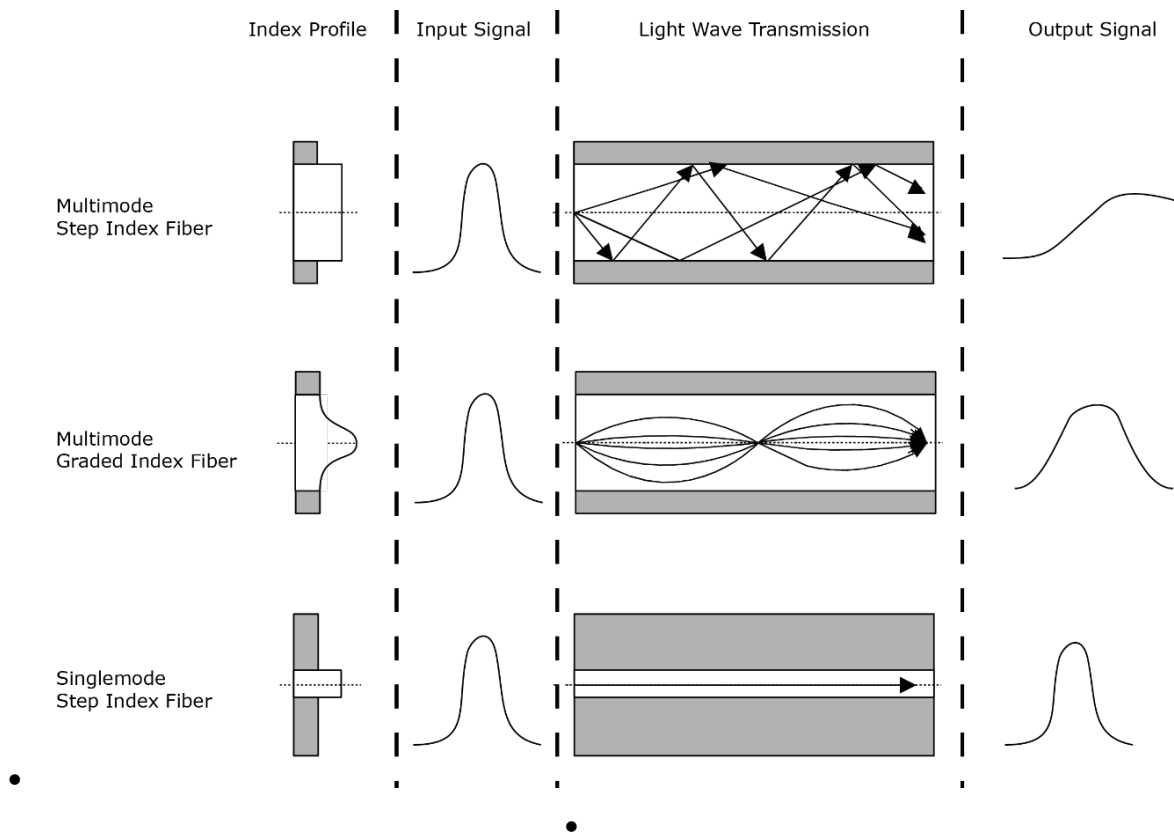 Index Profile
Input Signal
Light Wave Transmission
Output Signal
Multimode
Step Index Fiber
Multimode
Graded Index Fiber
Singlemode
Step Index Fiber